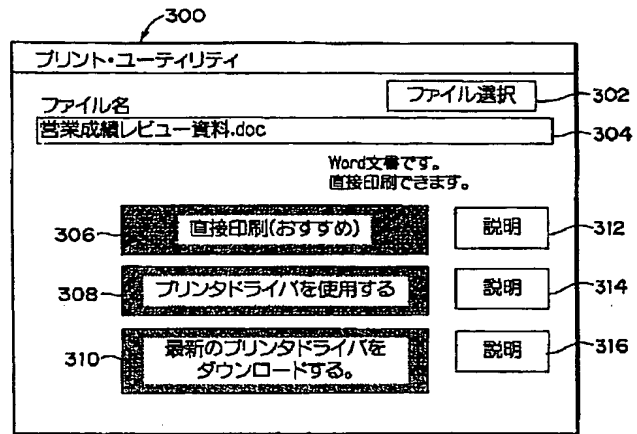 300
プリント・ユーティリティ
ファイル選択
302
ファイル名
営業成績レビュー資料.doc
304
Word文書です。
直接印刷できます。
306
直接印刷(おすすめ)
説明
312
308
プリンタドライバを使用する
説明
314
310
最新のプリンタドライバを
ダウンロードする。
説明
316